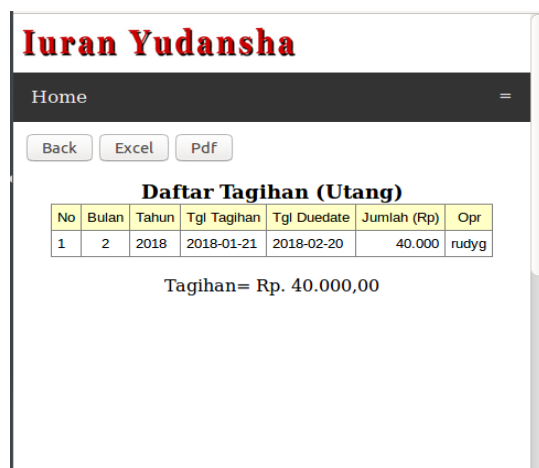 Iuran Yudansha
Home =
Back Excel Pdf
Daftar Tagihan (Utang)
No Bulan Tahun Tgl Tagihan Tgl Duedate Jumlah (Rp) Opr
1 2 2018 2018-01-21 2018-02-20 40.000 rudyg
Tagihan= Rp. 40.000,00